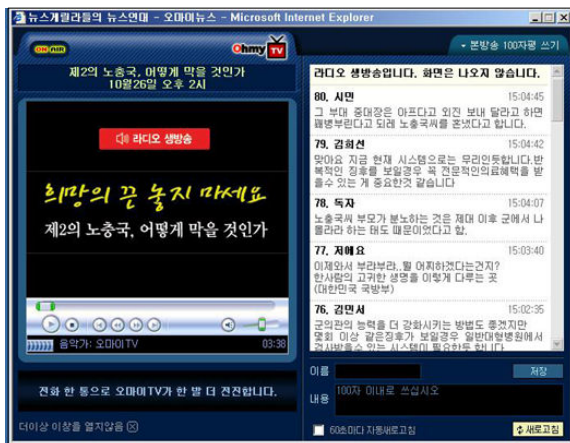 뉴스게릴라들의 뉴스연대 - 오마이뉴스 - Microsoft Internet Explorer
ON AIR
Ohmy TV
본방송 100자평 쓰기
제2의 노충국, 어떻게 막을 것인가
10월26일 오후 2시
라디오 생방송
희망의 끈 놓지 마세요
제2의 노충국, 어떻게 막을 것인가
음악가: 오마이TV
03:38
전화 한 통으로 오마이TV가 한 발 더 전진합니다.
더이상 이창을 열지않음
라디오 생방송입니다. 화면은 나오지 않습니다.
80. 시민 15:04:45
그 부대 중대장은 아프다고 외진 보내 달라고 하면
꾀병부린다고 되레 노충국씨를 혼냈다고 합니다.
79. 김희선 15:04:42
맞아요 지금 현재 시스템으로는 무리인듯합니다.반
복적인 징후를 보일경우 꼭 전문적인의료혜택을 받
을수 있는 게 중요한것 같습니다
78. 독자 15:04:07
노충국씨 부모가 분노하는 것은 제대 이후 군에서 나
몰라라 하는 태도 때문이었다고 함.
77. 저에요 15:03:40
이제와서 부랴부랴..뭘 어찌하겠다는건지?
한사람의 고귀한 생명을 이렇게 다루는 곳
(대한민국 국방부)
76. 김민서 15:02:35
군의관의 능력을 더 강화시키는 방법도 좋겠지만
몇회 이상 같은징후가 보일경우 일반대형병원에서
검사받을수 있는 시스템이 필요한듯 합니다
이름
저장
내용
100자 이내로 쓰십시오
60초마다 자동새로고침
새로고침